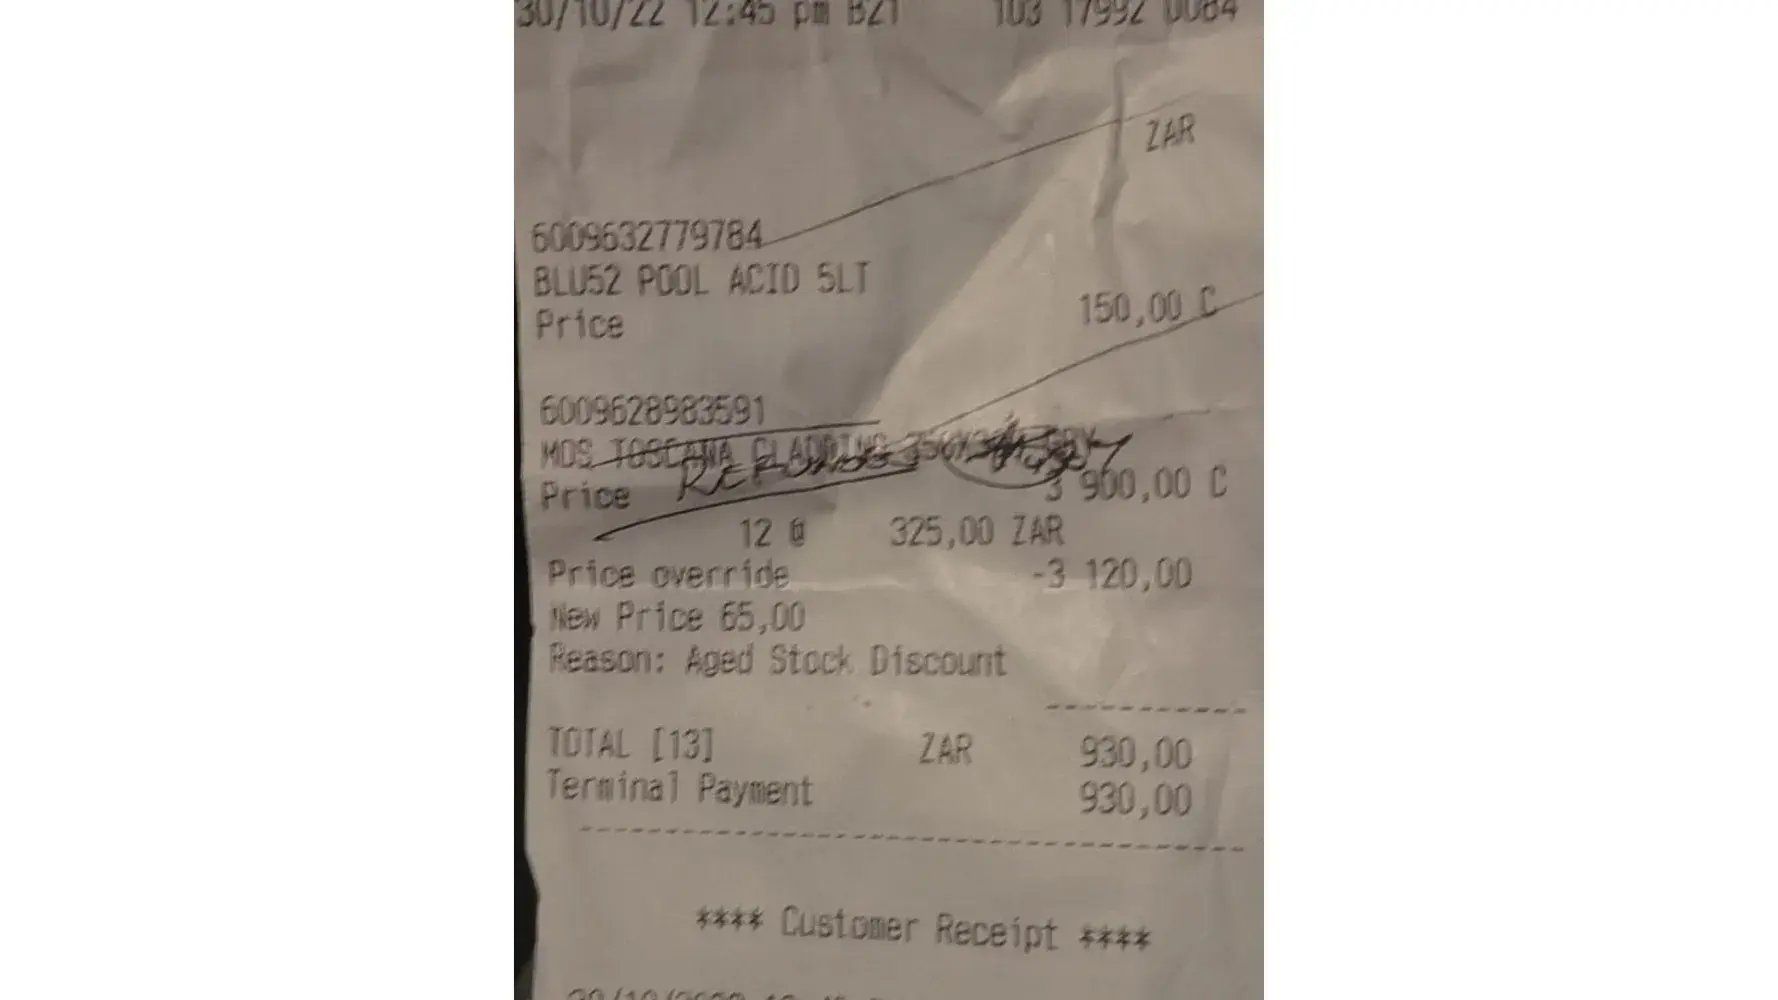 30/10/22 12:45 pm B21 103 17992 0084
ZAR
6009632779784
BLU52 POOL ACID 5LT
Price 150,00 C
6009628983591
MDS TOSCANA CLADDING
REFUNDED
Price 3 900,00 C
12 @ 325,00 ZAR
Price override -3 120,00
New Price 65,00
Reason: Aged Stock Discount
TOTAL [13] ZAR 930,00
Terminal Payment 930,00
**** Customer Receipt ****